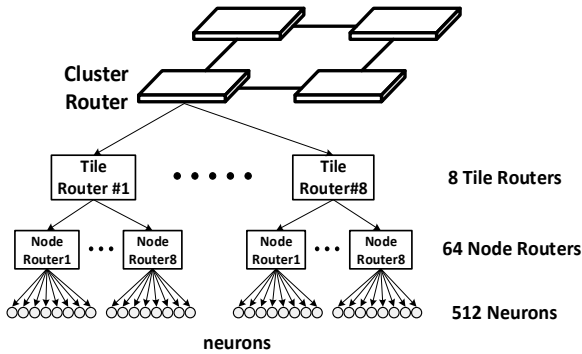 Cluster
Router
Tile
Router #1
Tile
Router#8
8 Tile Routers
Node
Router1
Node
Router8
Node
Router1
Node
Router8
64 Node Routers
512 Neurons
neurons